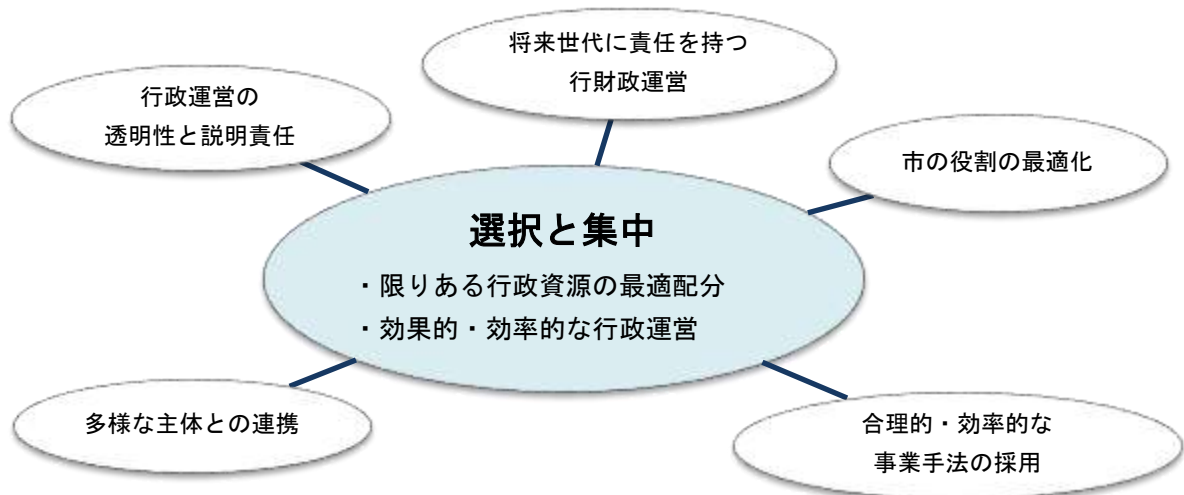 将来世代に責任を持つ
行財政運営
行政運営の
透明性と説明責任
市の役割の最適化
選択と集中
・限りある行政資源の最適配分
・効果的・効率的な行政運営
多様な主体との連携
合理的・効率的な
事業手法の採用